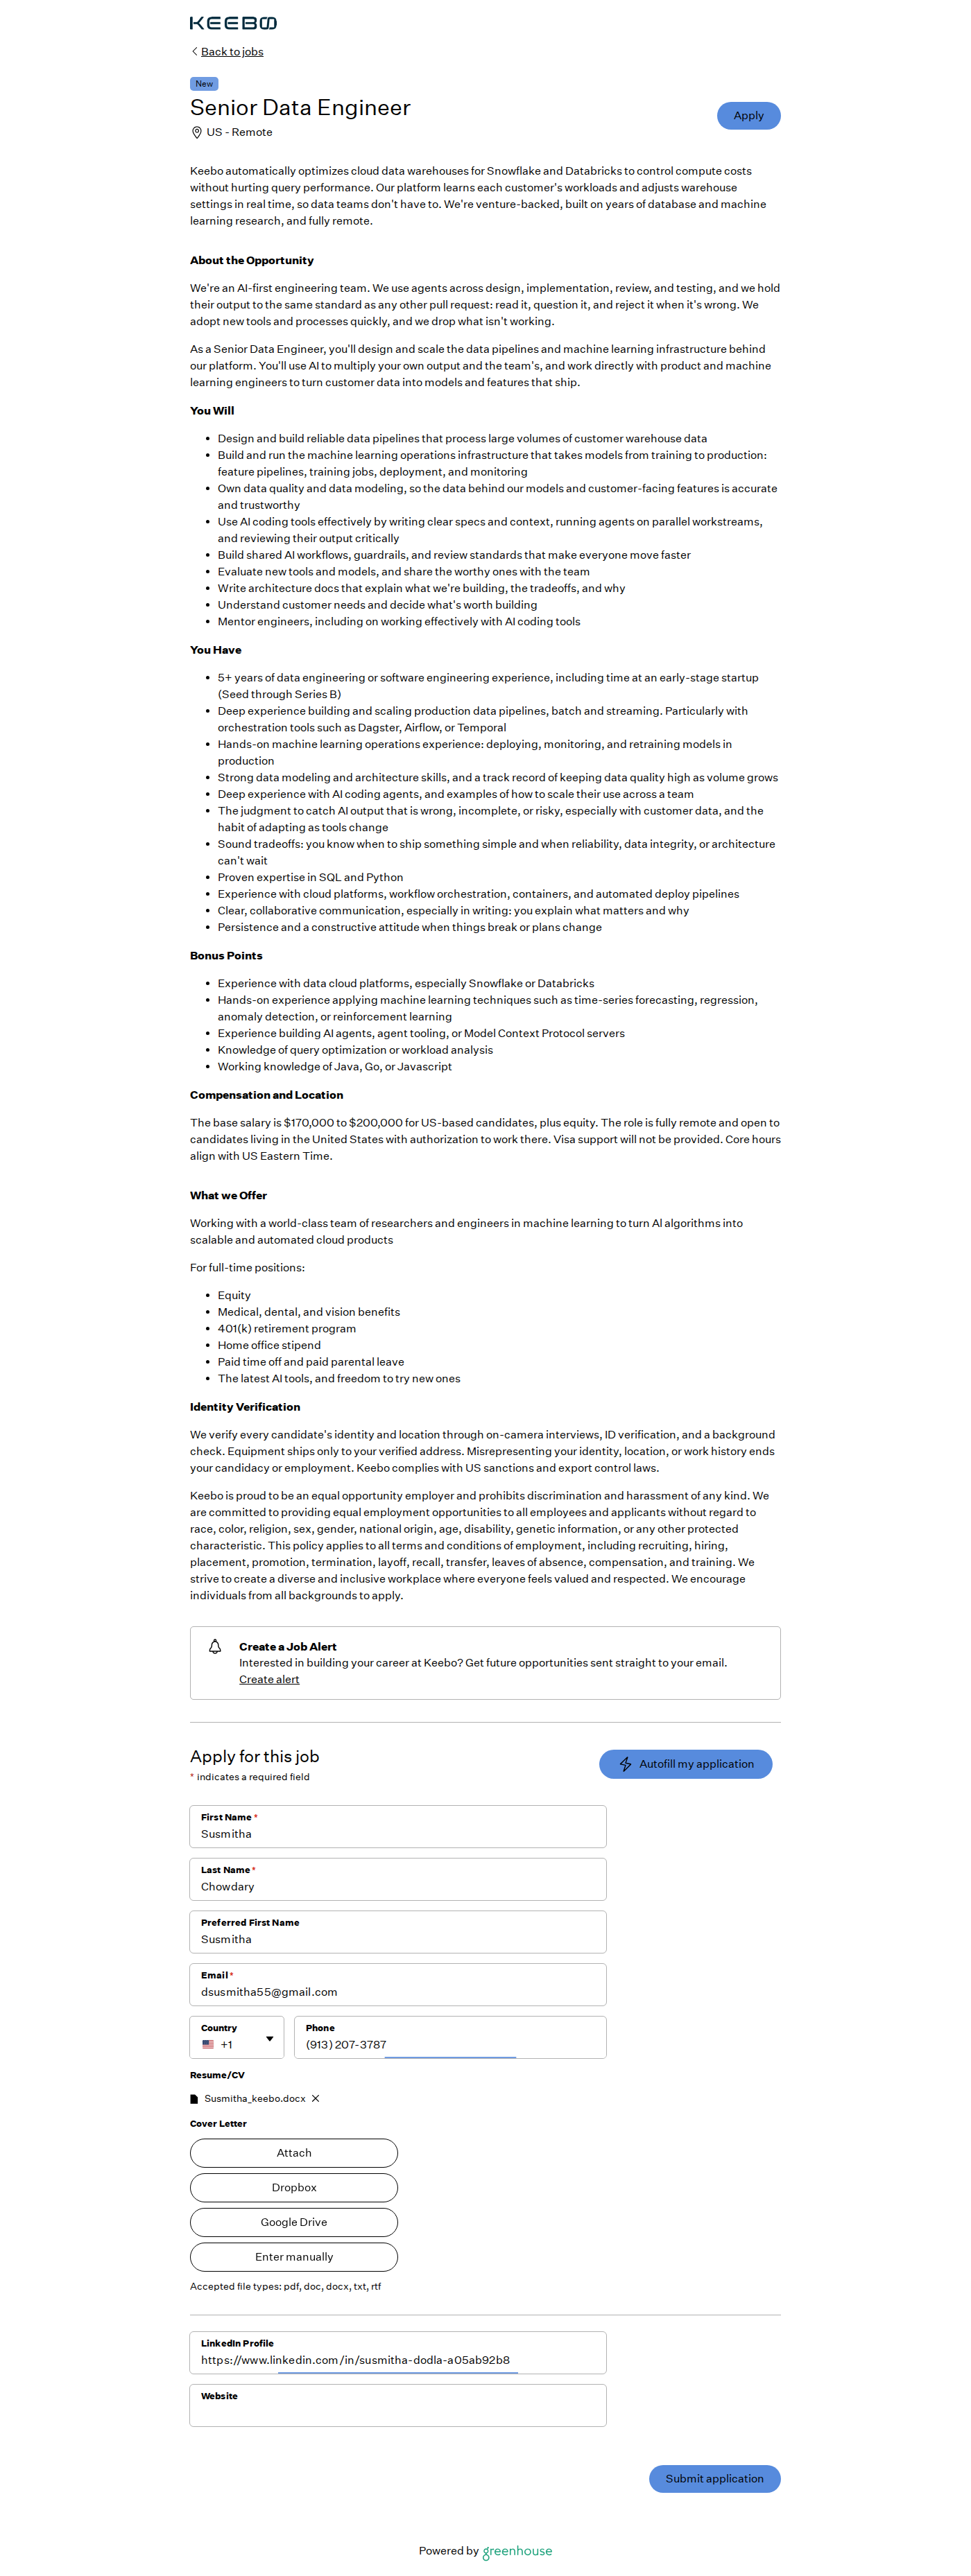 KEEBO
Back to jobs
New
Senior Data Engineer
Apply
US - Remote
Keebo automatically optimizes cloud data warehouses for Snowflake and Databricks to control compute costs
without hurting query performance. Our platform learns each customer's workloads and adjusts warehouse
settings in real time, so data teams don't have to. We're venture-backed, built on years of database and machine
learning research, and fully remote.
About the Opportunity
We're an AI-first engineering team. We use agents across design, implementation, review, and testing, and we hold
their output to the same standard as any other pull request: read it, question it, and reject it when it's wrong. We
adopt new tools and processes quickly, and we drop what isn't working.
As a Senior Data Engineer, you'll design and scale the data pipelines and machine learning infrastructure behind
our platform. You'll use AI to multiply your own output and the team's, and work directly with product and machine
learning engineers to turn customer data into models and features that ship.
You Will
• Design and build reliable data pipelines that process large volumes of customer warehouse data
• Build and run the machine learning operations infrastructure that takes models from training to production:
feature pipelines, training jobs, deployment, and monitoring
• Own data quality and data modeling, so the data behind our models and customer-facing features is accurate
and trustworthy
• Use AI coding tools effectively by writing clear specs and context, running agents on parallel workstreams,
and reviewing their output critically
• Build shared AI workflows, guardrails, and review standards that make everyone move faster
• Evaluate new tools and models, and share the worthy ones with the team
• Write architecture docs that explain what we're building, the tradeoffs, and why
• Understand customer needs and decide what's worth building
• Mentor engineers, including on working effectively with AI coding tools
You Have
• 5+ years of data engineering or software engineering experience, including time at an early-stage startup
(Seed through Series B)
• Deep experience building and scaling production data pipelines, batch and streaming. Particularly with
orchestration tools such as Dagster, Airflow, or Temporal
• Hands-on machine learning operations experience: deploying, monitoring, and retraining models in
production
• Strong data modeling and architecture skills, and a track record of keeping data quality high as volume grows
• Deep experience with AI coding agents, and examples of how to scale their use across a team
• The judgment to catch AI output that is wrong, incomplete, or risky, especially with customer data, and the
habit of adapting as tools change
• Sound tradeoffs: you know when to ship something simple and when reliability, data integrity, or architecture
can't wait
• Proven expertise in SQL and Python
• Experience with cloud platforms, workflow orchestration, containers, and automated deploy pipelines
• Clear, collaborative communication, especially in writing: you explain what matters and why
• Persistence and a constructive attitude when things break or plans change
Bonus Points
• Experience with data cloud platforms, especially Snowflake or Databricks
• Hands-on experience applying machine learning techniques such as time-series forecasting, regression,
anomaly detection, or reinforcement learning
• Experience building AI agents, agent tooling, or Model Context Protocol servers
• Knowledge of query optimization or workload analysis
• Working knowledge of Java, Go, or Javascript
Compensation and Location
The base salary is $170,000 to $200,000 for US-based candidates, plus equity. The role is fully remote and open to
candidates living in the United States with authorization to work there. Visa support will not be provided. Core hours
align with US Eastern Time.
What we Offer
Working with a world-class team of researchers and engineers in machine learning to turn AI algorithms into
scalable and automated cloud products
For full-time positions:
• Equity
• Medical, dental, and vision benefits
• 401(k) retirement program
• Home office stipend
• Paid time off and paid parental leave
• The latest AI tools, and freedom to try new ones
Identity Verification
We verify every candidate's identity and location through on-camera interviews, ID verification, and a background
check. Equipment ships only to your verified address. Misrepresenting your identity, location, or work history ends
your candidacy or employment. Keebo complies with US sanctions and export control laws.
Keebo is proud to be an equal opportunity employer and prohibits discrimination and harassment of any kind. We
are committed to providing equal employment opportunities to all employees and applicants without regard to
race, color, religion, sex, gender, national origin, age, disability, genetic information, or any other protected
characteristic. This policy applies to all terms and conditions of employment, including recruiting, hiring,
placement, promotion, termination, layoff, recall, transfer, leaves of absence, compensation, and training. We
strive to create a diverse and inclusive workplace where everyone feels valued and respected. We encourage
individuals from all backgrounds to apply.
Create a Job Alert
Interested in building your career at Keebo? Get future opportunities sent straight to your email.
Create alert
Apply for this job
* indicates a required field
Autofill my application
First Name *
Susmitha
Last Name *
Chowdary
Preferred First Name
Susmitha
Email *
dsusmitha55@gmail.com
Country
+1
Phone
(913) 207-3787
Resume/CV
Susmitha_keebo.docx
Cover Letter
Attach
Dropbox
Google Drive
Enter manually
Accepted file types: pdf, doc, docx, txt, rtf
LinkedIn Profile
https://www.linkedin.com/in/susmitha-dodla-a05ab92b8
Website
Submit application
Powered by greenhouse